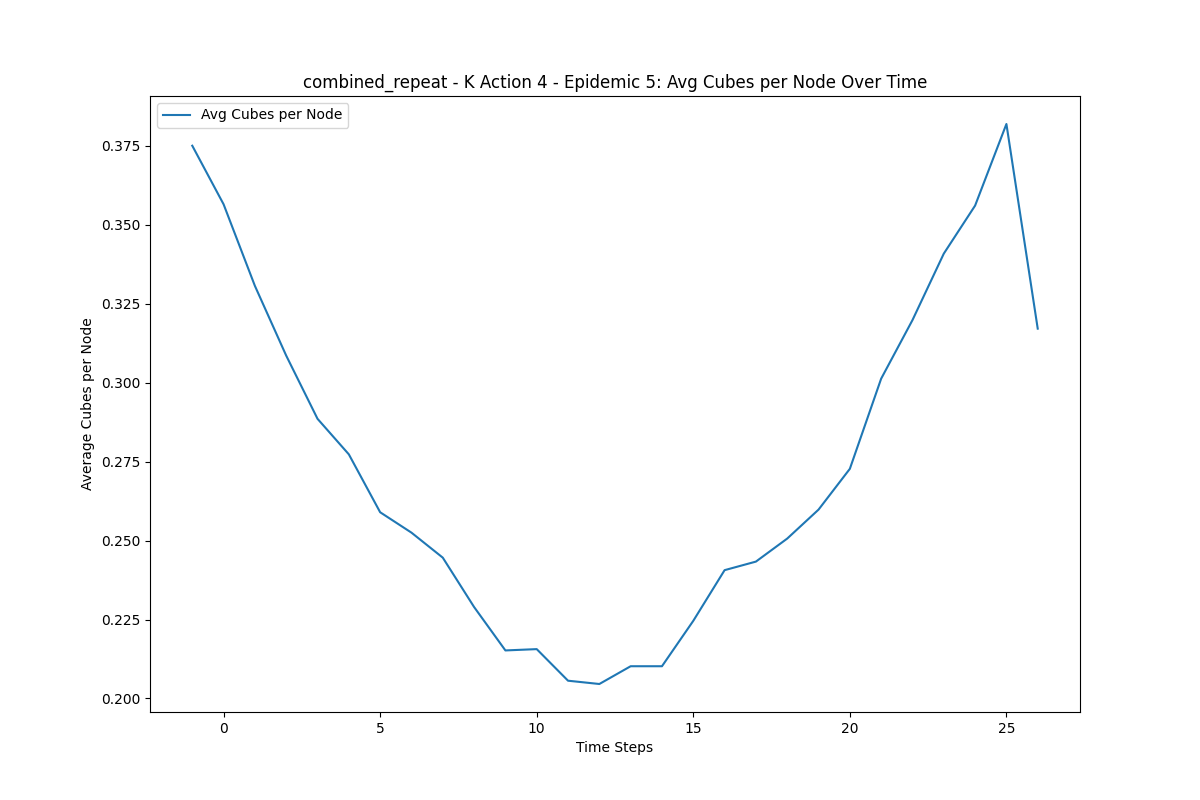 combined_repeat - K Action 4 - Epidemic 5: Avg Cubes per Node Over Time
Avg Cubes per Node
0.375
0.350
0.325
0.300
0.275
0.250
0.225
0.200
Average Cubes per Node
0 5 10 15 20 25
Time Steps